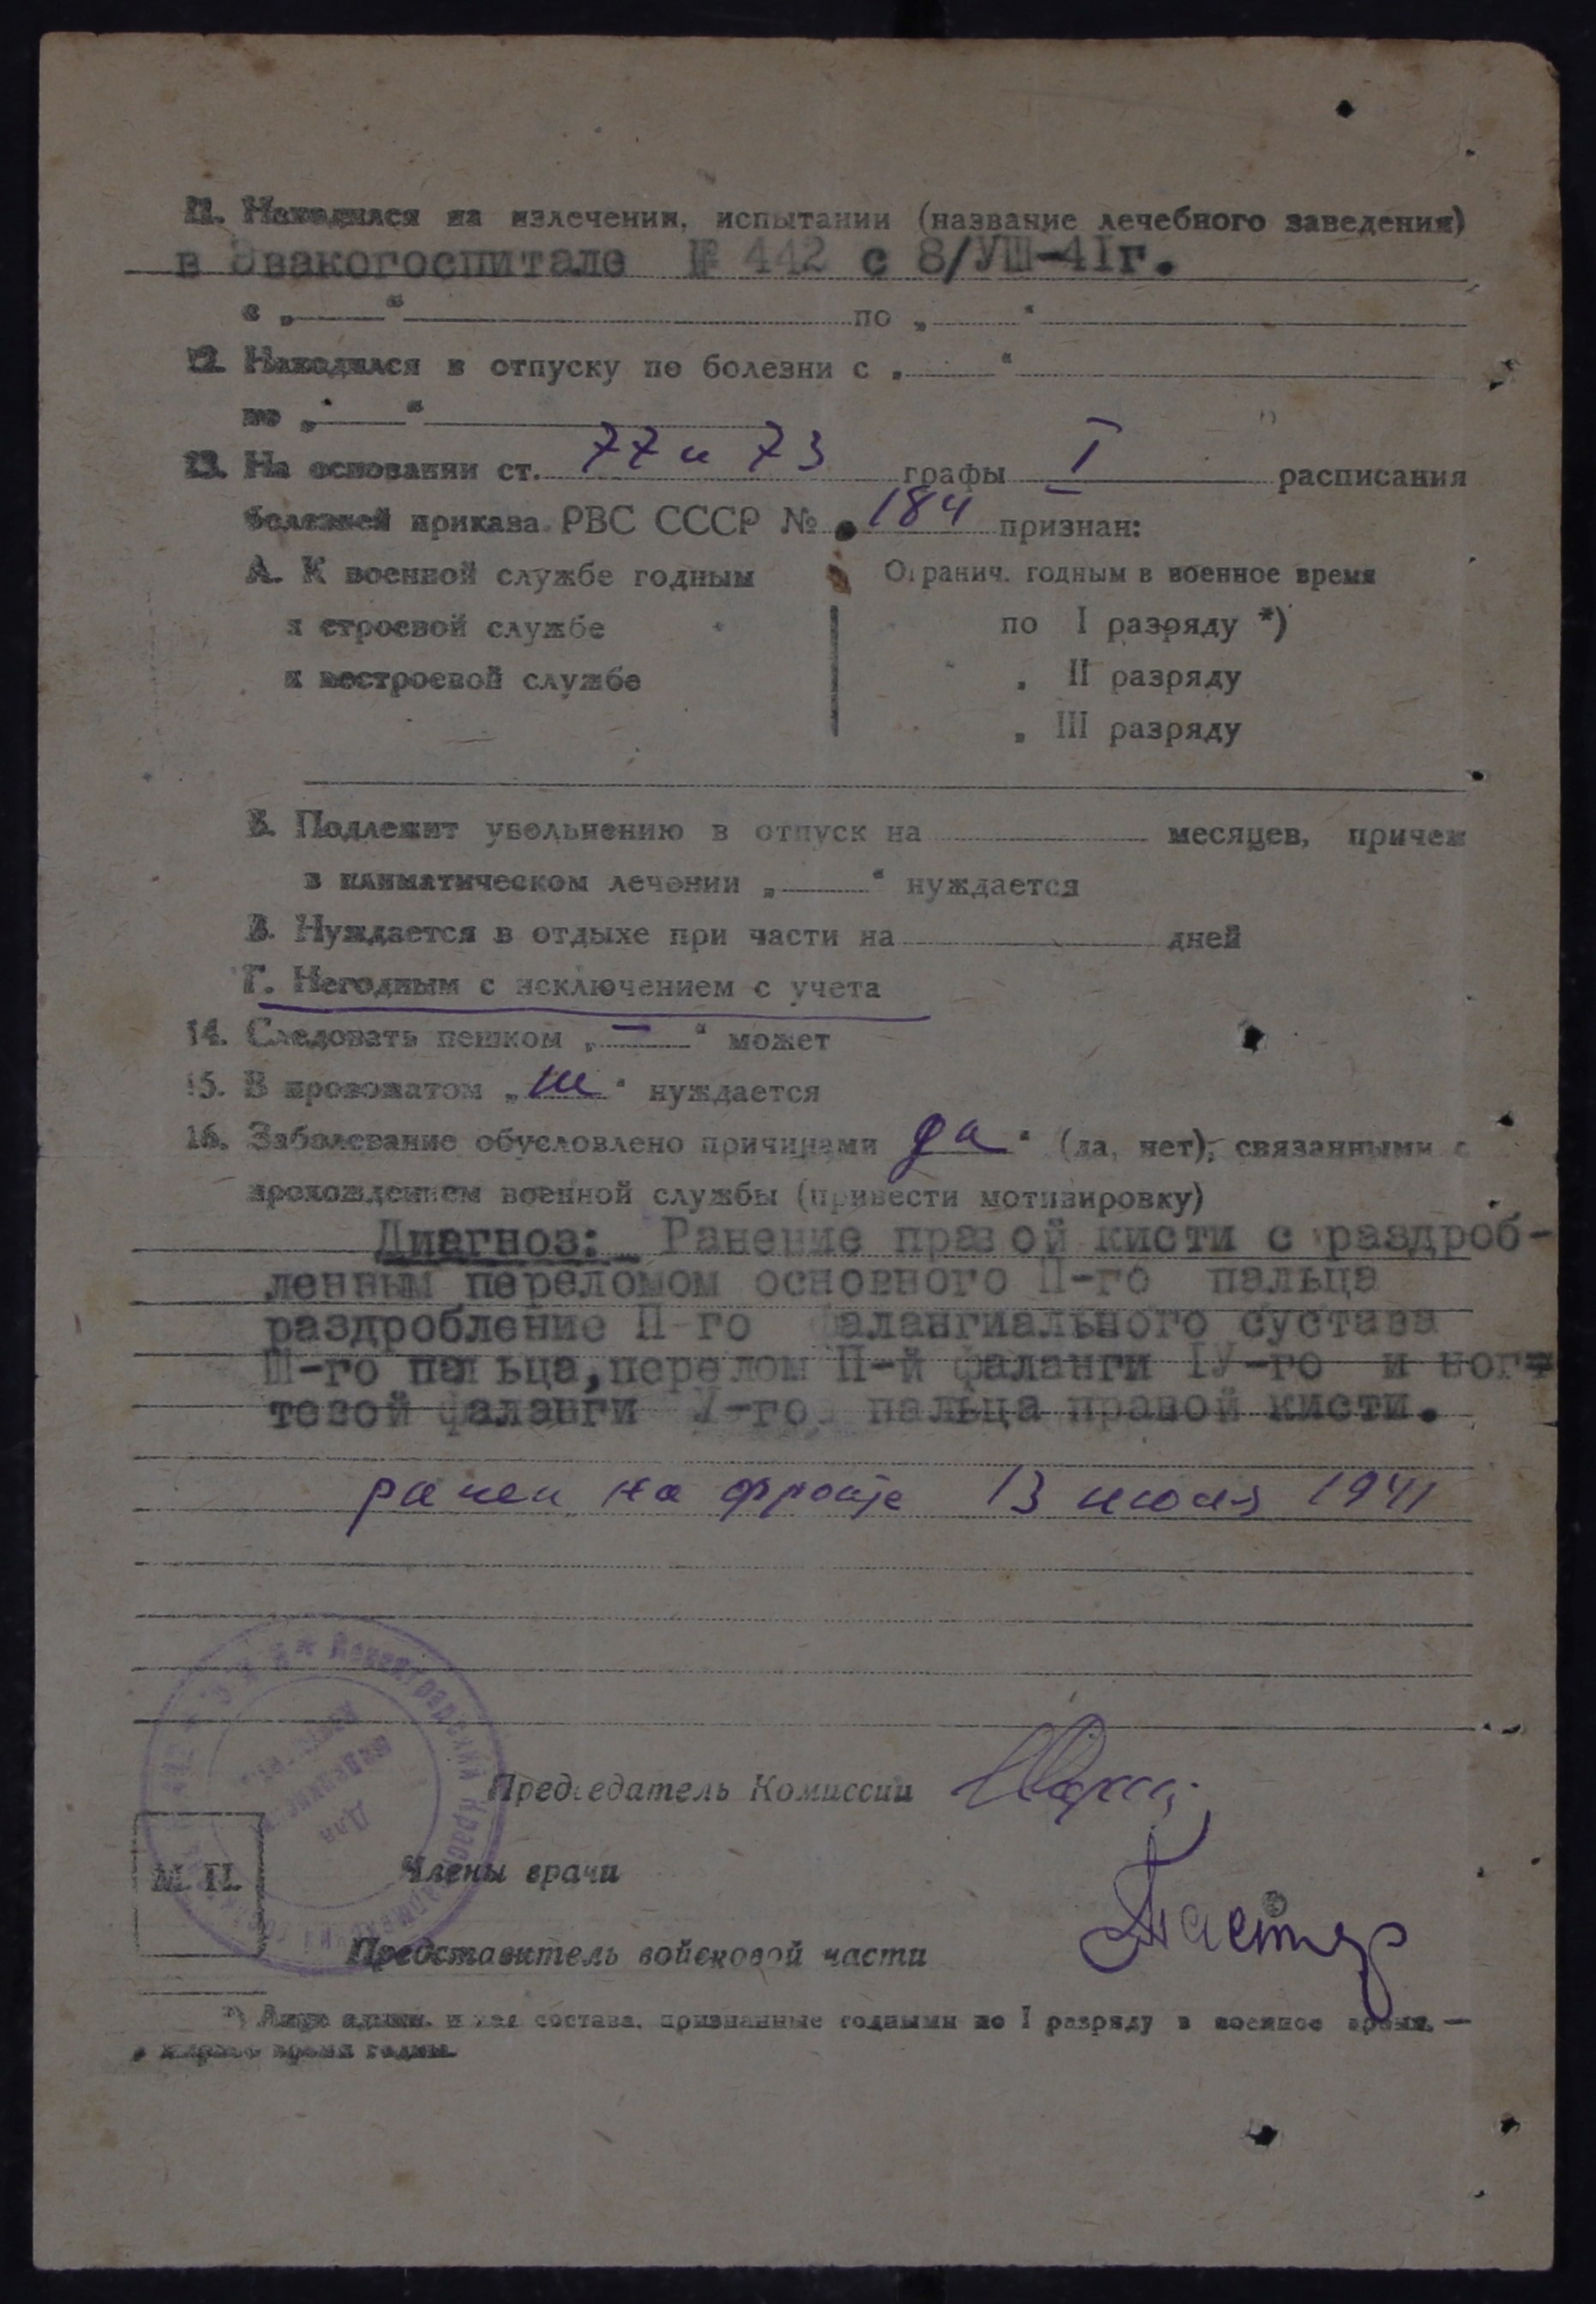 11. Находился на излечении, испытании (название лечебного заведения)
в Эвакогоспитале № 442 с 8/УШ-41г.
с „ “ по „ “
12. Находился в отпуску по болезни с „ “
по „ “
13. На основании ст. 77 и 73 графы I расписания
болезней приказа РВС СССР № 184 признан:
А. К военной службе годным
Огранич. годным в военное время
к строевой службе
по I разряду *)
к нестроевой службе
„ II разряду
„ III разряду
Б. Подлежит увольнению в отпуск на месяцев, причем
в климатическом лечении „ “ нуждается
В. Нуждается в отдыхе при части на дней
Г. Негодным с исключением с учета
14. Следовать пешком „ — “ может
15. В провожатом „ “ нуждается
16. Заболевание обусловлено причинами да “ (да, нет), связанными с
прохождением военной службы (привести мотивировку)
Диагноз: Ранение правой кисти с раздроб-
ленным переломом основного П-го пальца
раздробление П-го фалангиального сустава
Ш-го пальца, перелом П-й фаланги IУ-го и ног-
тевой фаланги У-го пальца правой кисти.
ранен на фронте 13 июля 1941
Ленинградский Красноармейский
Для
Председатель Комиссии
Члены врачи
М. П.
Представитель войсковой части
*) Лица админ. состава, признанные годными по I разряду в военное время, —
в мирное время годны.